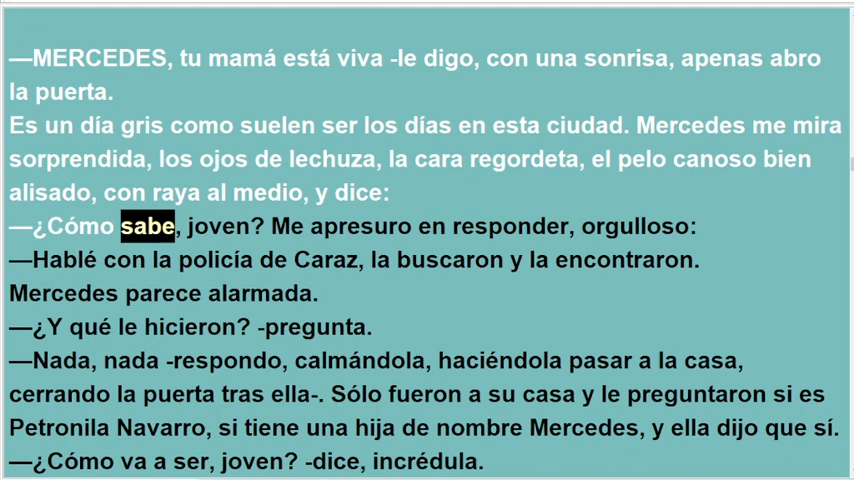 —MERCEDES, tu mamá está viva -le digo, con una sonrisa, apenas abro
la puerta.
Es un día gris como suelen ser los días en esta ciudad. Mercedes me mira
sorprendida, los ojos de lechuza, la cara regordeta, el pelo canoso bien
alisado, con raya al medio, y dice:
—¿Cómo sabe, joven? Me apresuro en responder, orgulloso:
—Hablé con la policía de Caraz, la buscaron y la encontraron.
Mercedes parece alarmada.
—¿Y qué le hicieron? -pregunta.
—Nada, nada -respondo, calmándola, haciéndola pasar a la casa,
cerrando la puerta tras ella-. Sólo fueron a su casa y le preguntaron si es
Petronila Navarro, si tiene una hija de nombre Mercedes, y ella dijo que sí.
—¿Cómo va a ser, joven? -dice, incrédula.